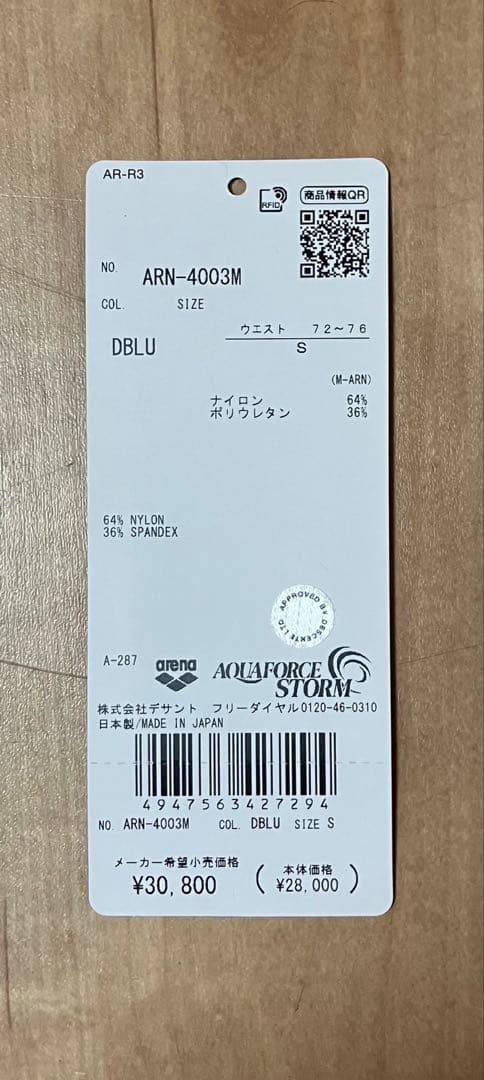 AR-R3
RFID
商品情報QR
NO. ARN-4003M
COL. SIZE
DBLU
ウエスト 72～76
S
(M-ARN)
ナイロン 64%
ポリウレタン 36%
64% NYLON
36% SPANDEX
APPROVED BY DESCENTE LTD.
A-287 arena AQUAFORCE STORM
株式会社デサント フリーダイヤル0120-46-0310
日本製/MADE IN JAPAN
4947563427294
NO. ARN-4003M COL. DBLU SIZE S
メーカー希望小売価格
¥30,800
(本体価格
¥28,000)